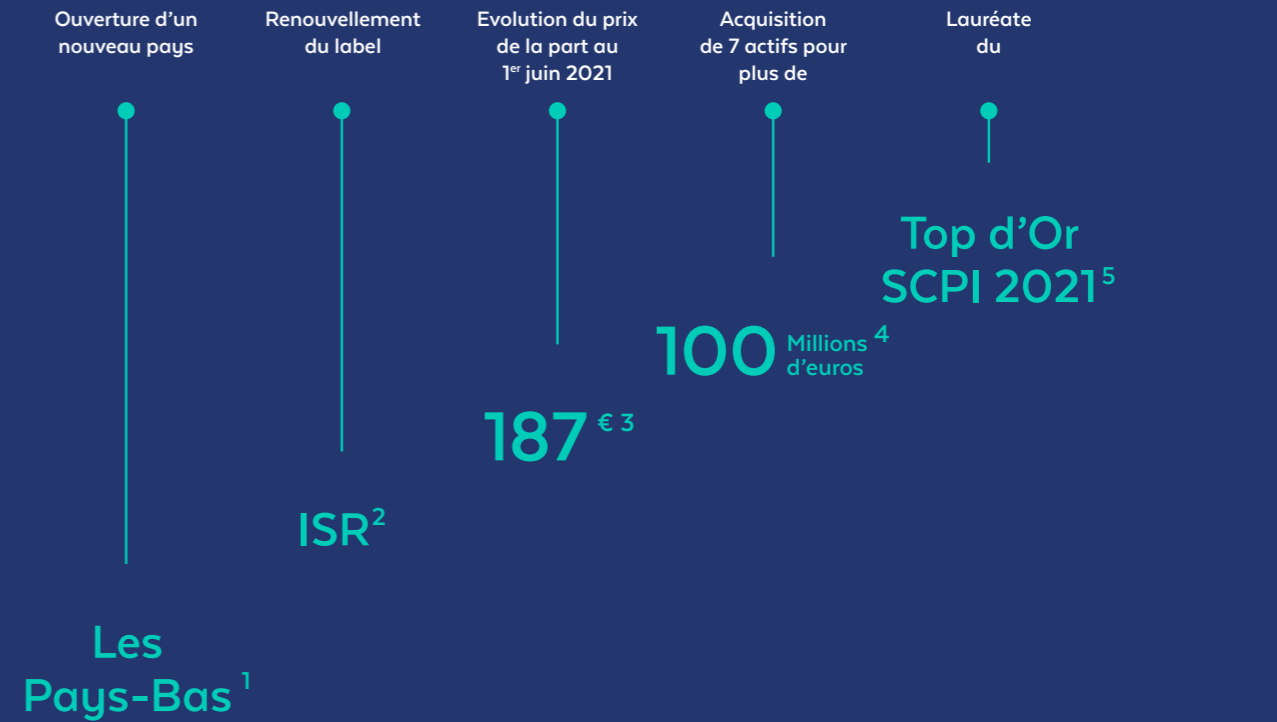 Ouverture d’un
nouveau pays
Les
Pays-Bas 1
Renouvellement
du label
ISR2
Evolution du prix
de la part au
1er juin 2021
187 € 3
Acquisition
de 7 actifs pour
plus de
100 Millions 4
d’euros
Lauréate
du
Top d’Or
SCPI 2021 5